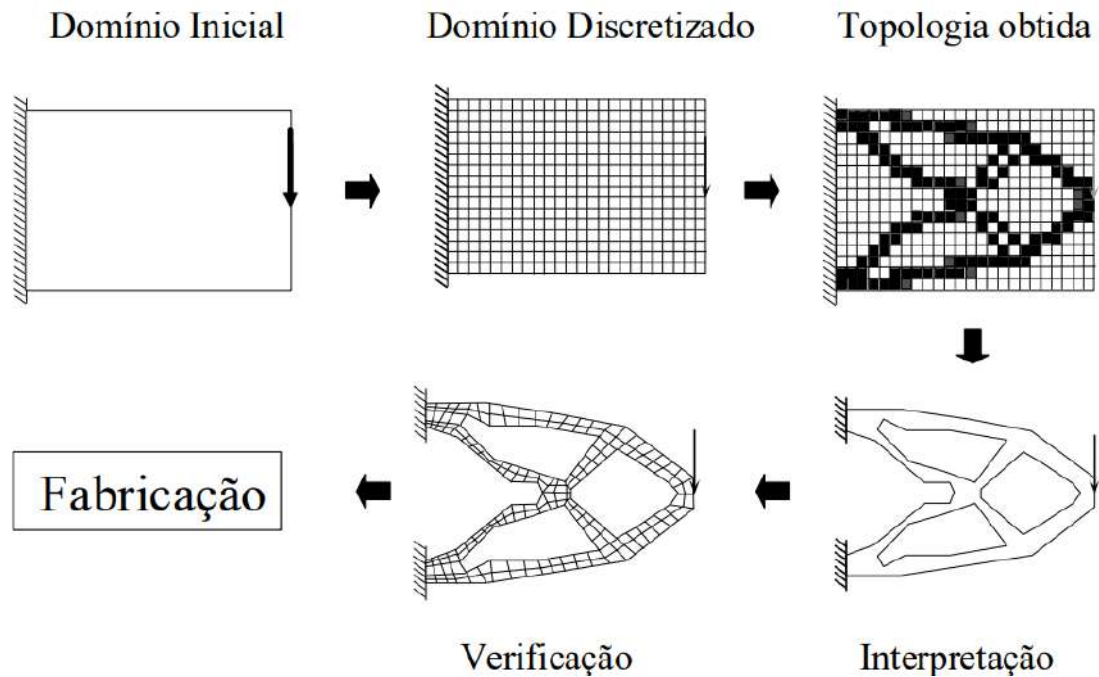 Domínio Inicial
Domínio Discretizado
Topologia obtida
Fabricação
Verificação
Interpretação